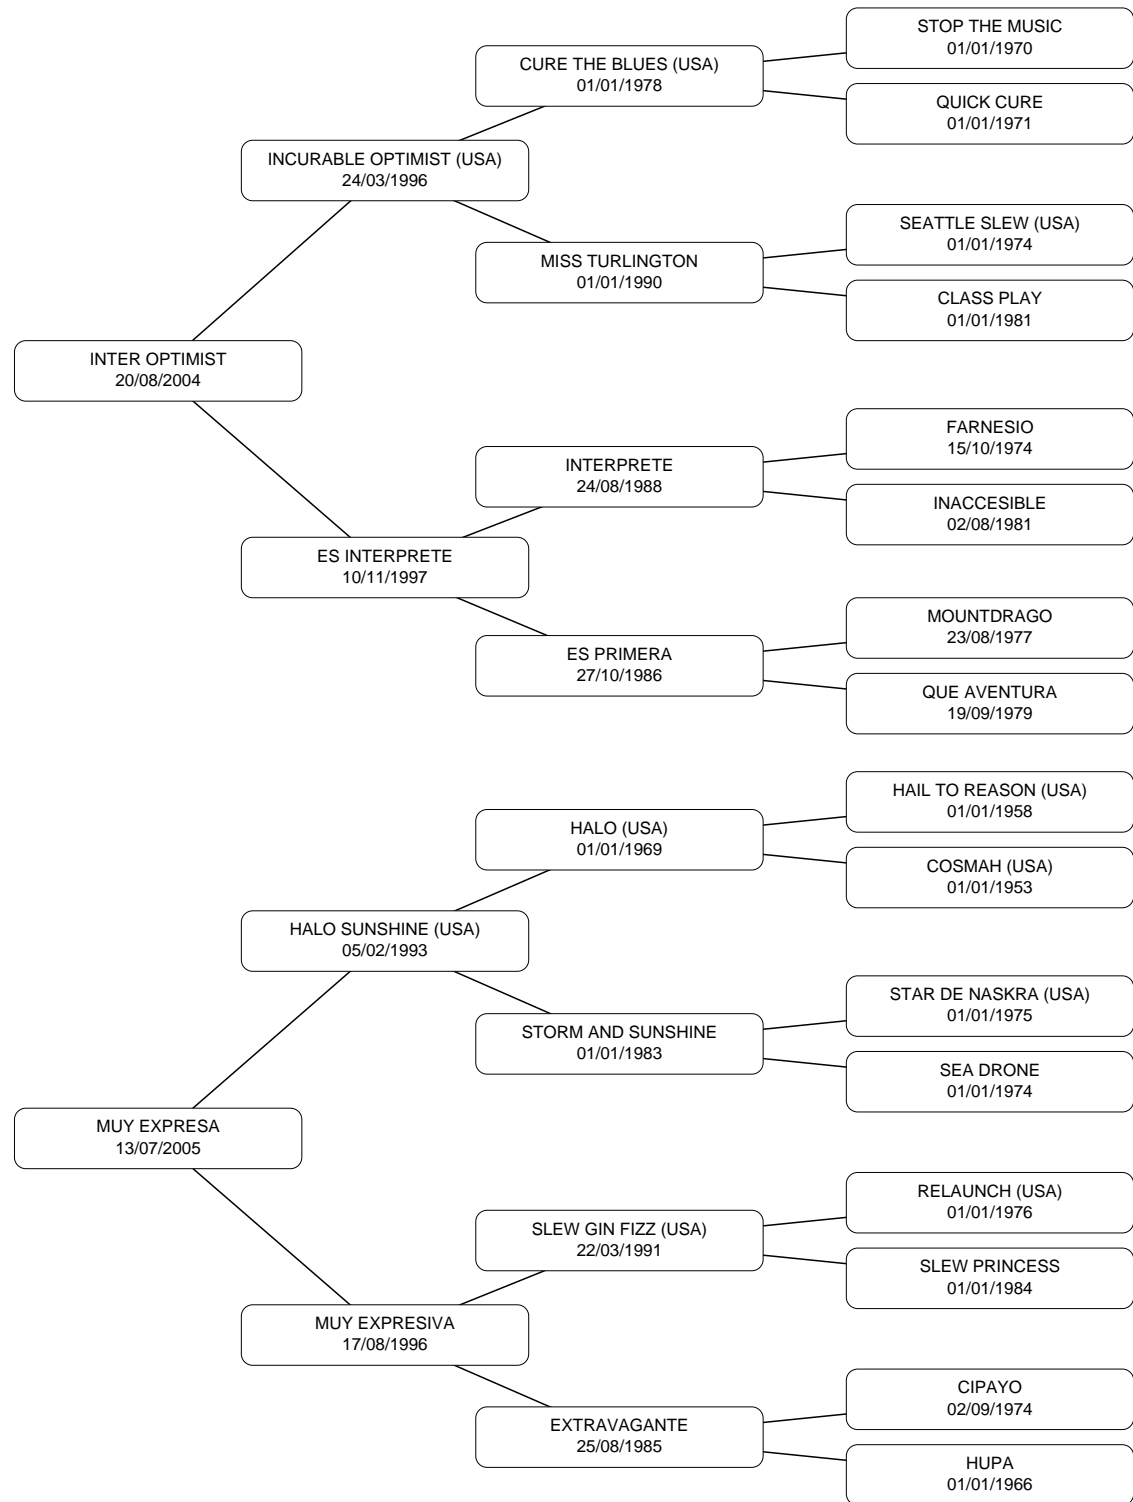 STOP THE MUSIC
01/01/1970
CURE THE BLUES (USA)
01/01/1978
QUICK CURE
01/01/1971
INCURABLE OPTIMIST (USA)
24/03/1996
SEATTLE SLEW (USA)
01/01/1974
MISS TURLINGTON
01/01/1990
CLASS PLAY
01/01/1981
INTER OPTIMIST
20/08/2004
FARNESIO
15/10/1974
INTERPRETE
24/08/1988
INACCESIBLE
02/08/1981
ES INTERPRETE
10/11/1997
MOUNTDRAGO
23/08/1977
ES PRIMERA
27/10/1986
QUE AVENTURA
19/09/1979
HAIL TO REASON (USA)
01/01/1958
HALO (USA)
01/01/1969
COSMAH (USA)
01/01/1953
HALO SUNSHINE (USA)
05/02/1993
STAR DE NASKRA (USA)
01/01/1975
STORM AND SUNSHINE
01/01/1983
SEA DRONE
01/01/1974
MUY EXPRESA
13/07/2005
RELAUNCH (USA)
01/01/1976
SLEW GIN FIZZ (USA)
22/03/1991
SLEW PRINCESS
01/01/1984
MUY EXPRESIVA
17/08/1996
CIPAYO
02/09/1974
EXTRAVAGANTE
25/08/1985
HUPA
01/01/1966